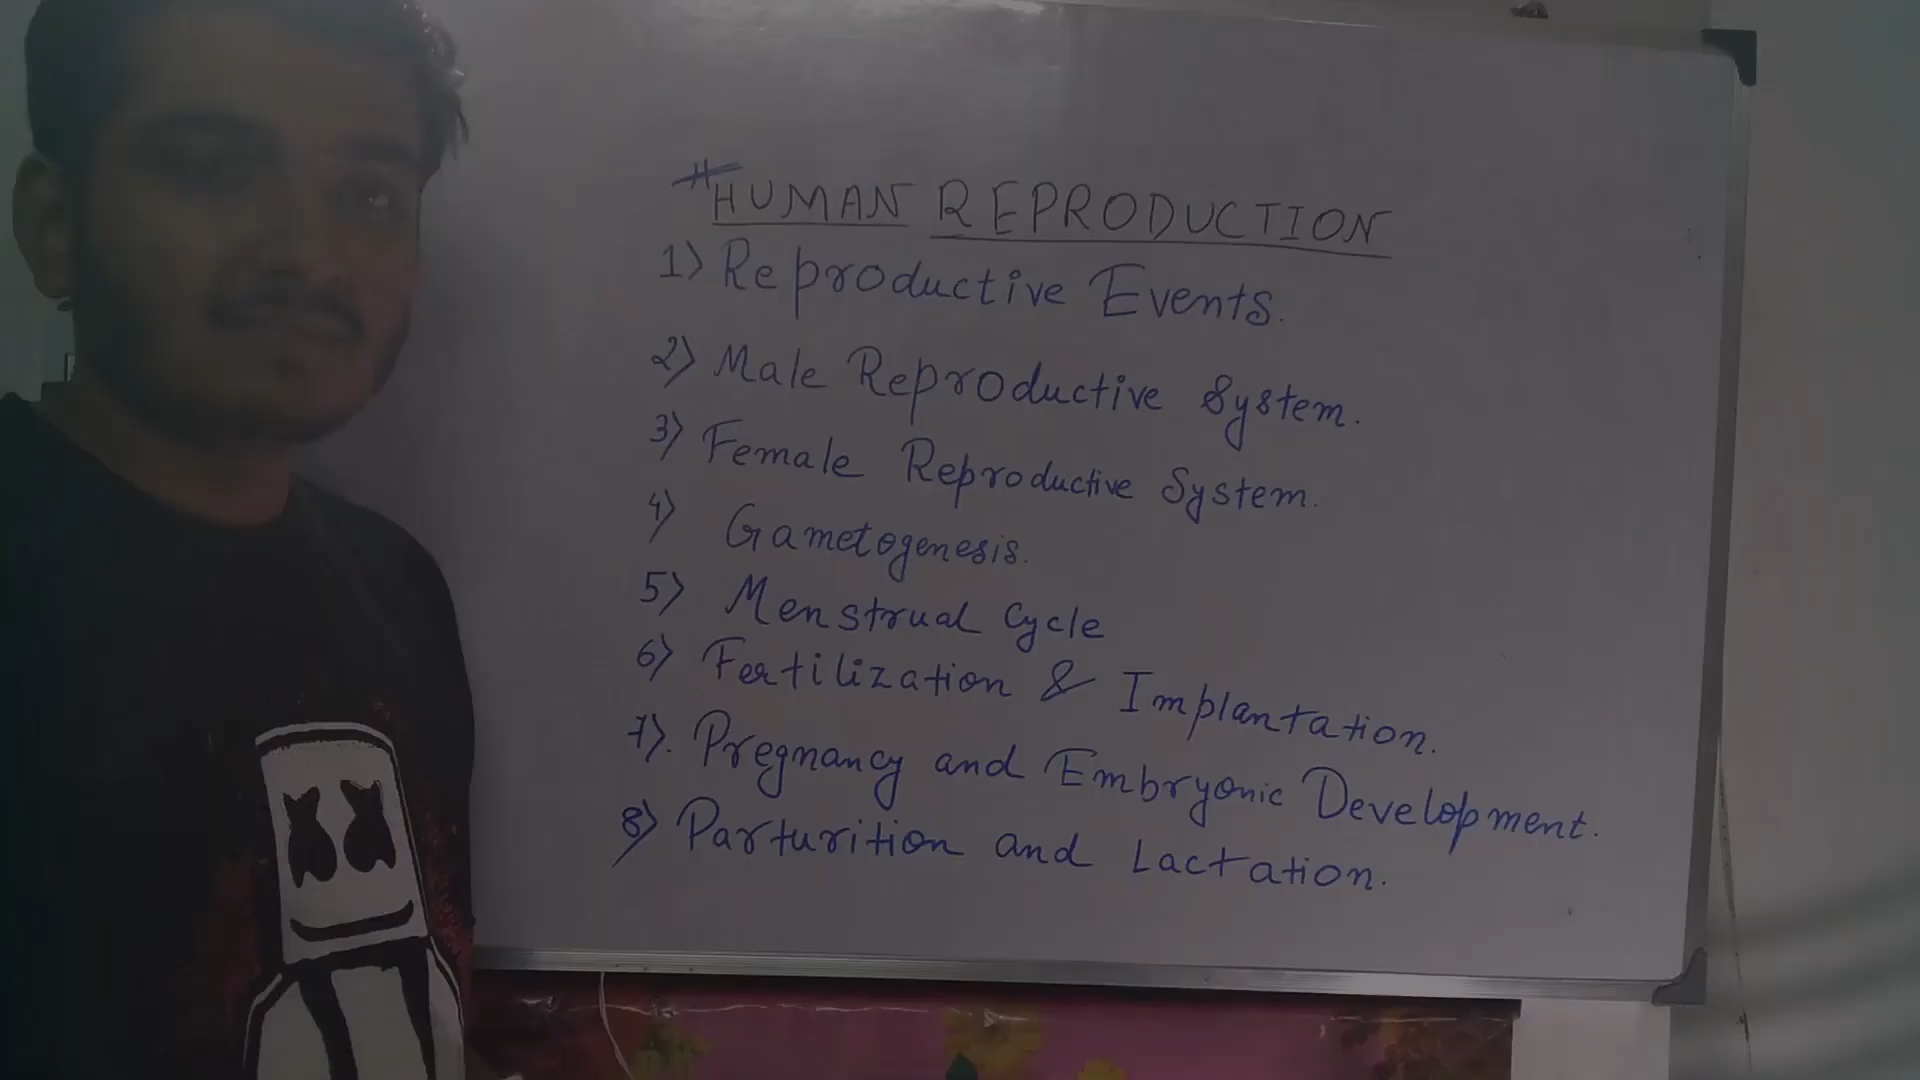 # HUMAN REPRODUCTION
1) Reproductive Events.
2) Male Reproductive System.
3) Female Reproductive System.
4) Gametogenesis.
5) Menstrual Cycle
6) Fertilization & Implantation.
7). Pregnancy and Embryonic Development.
8) Parturition and Lactation.